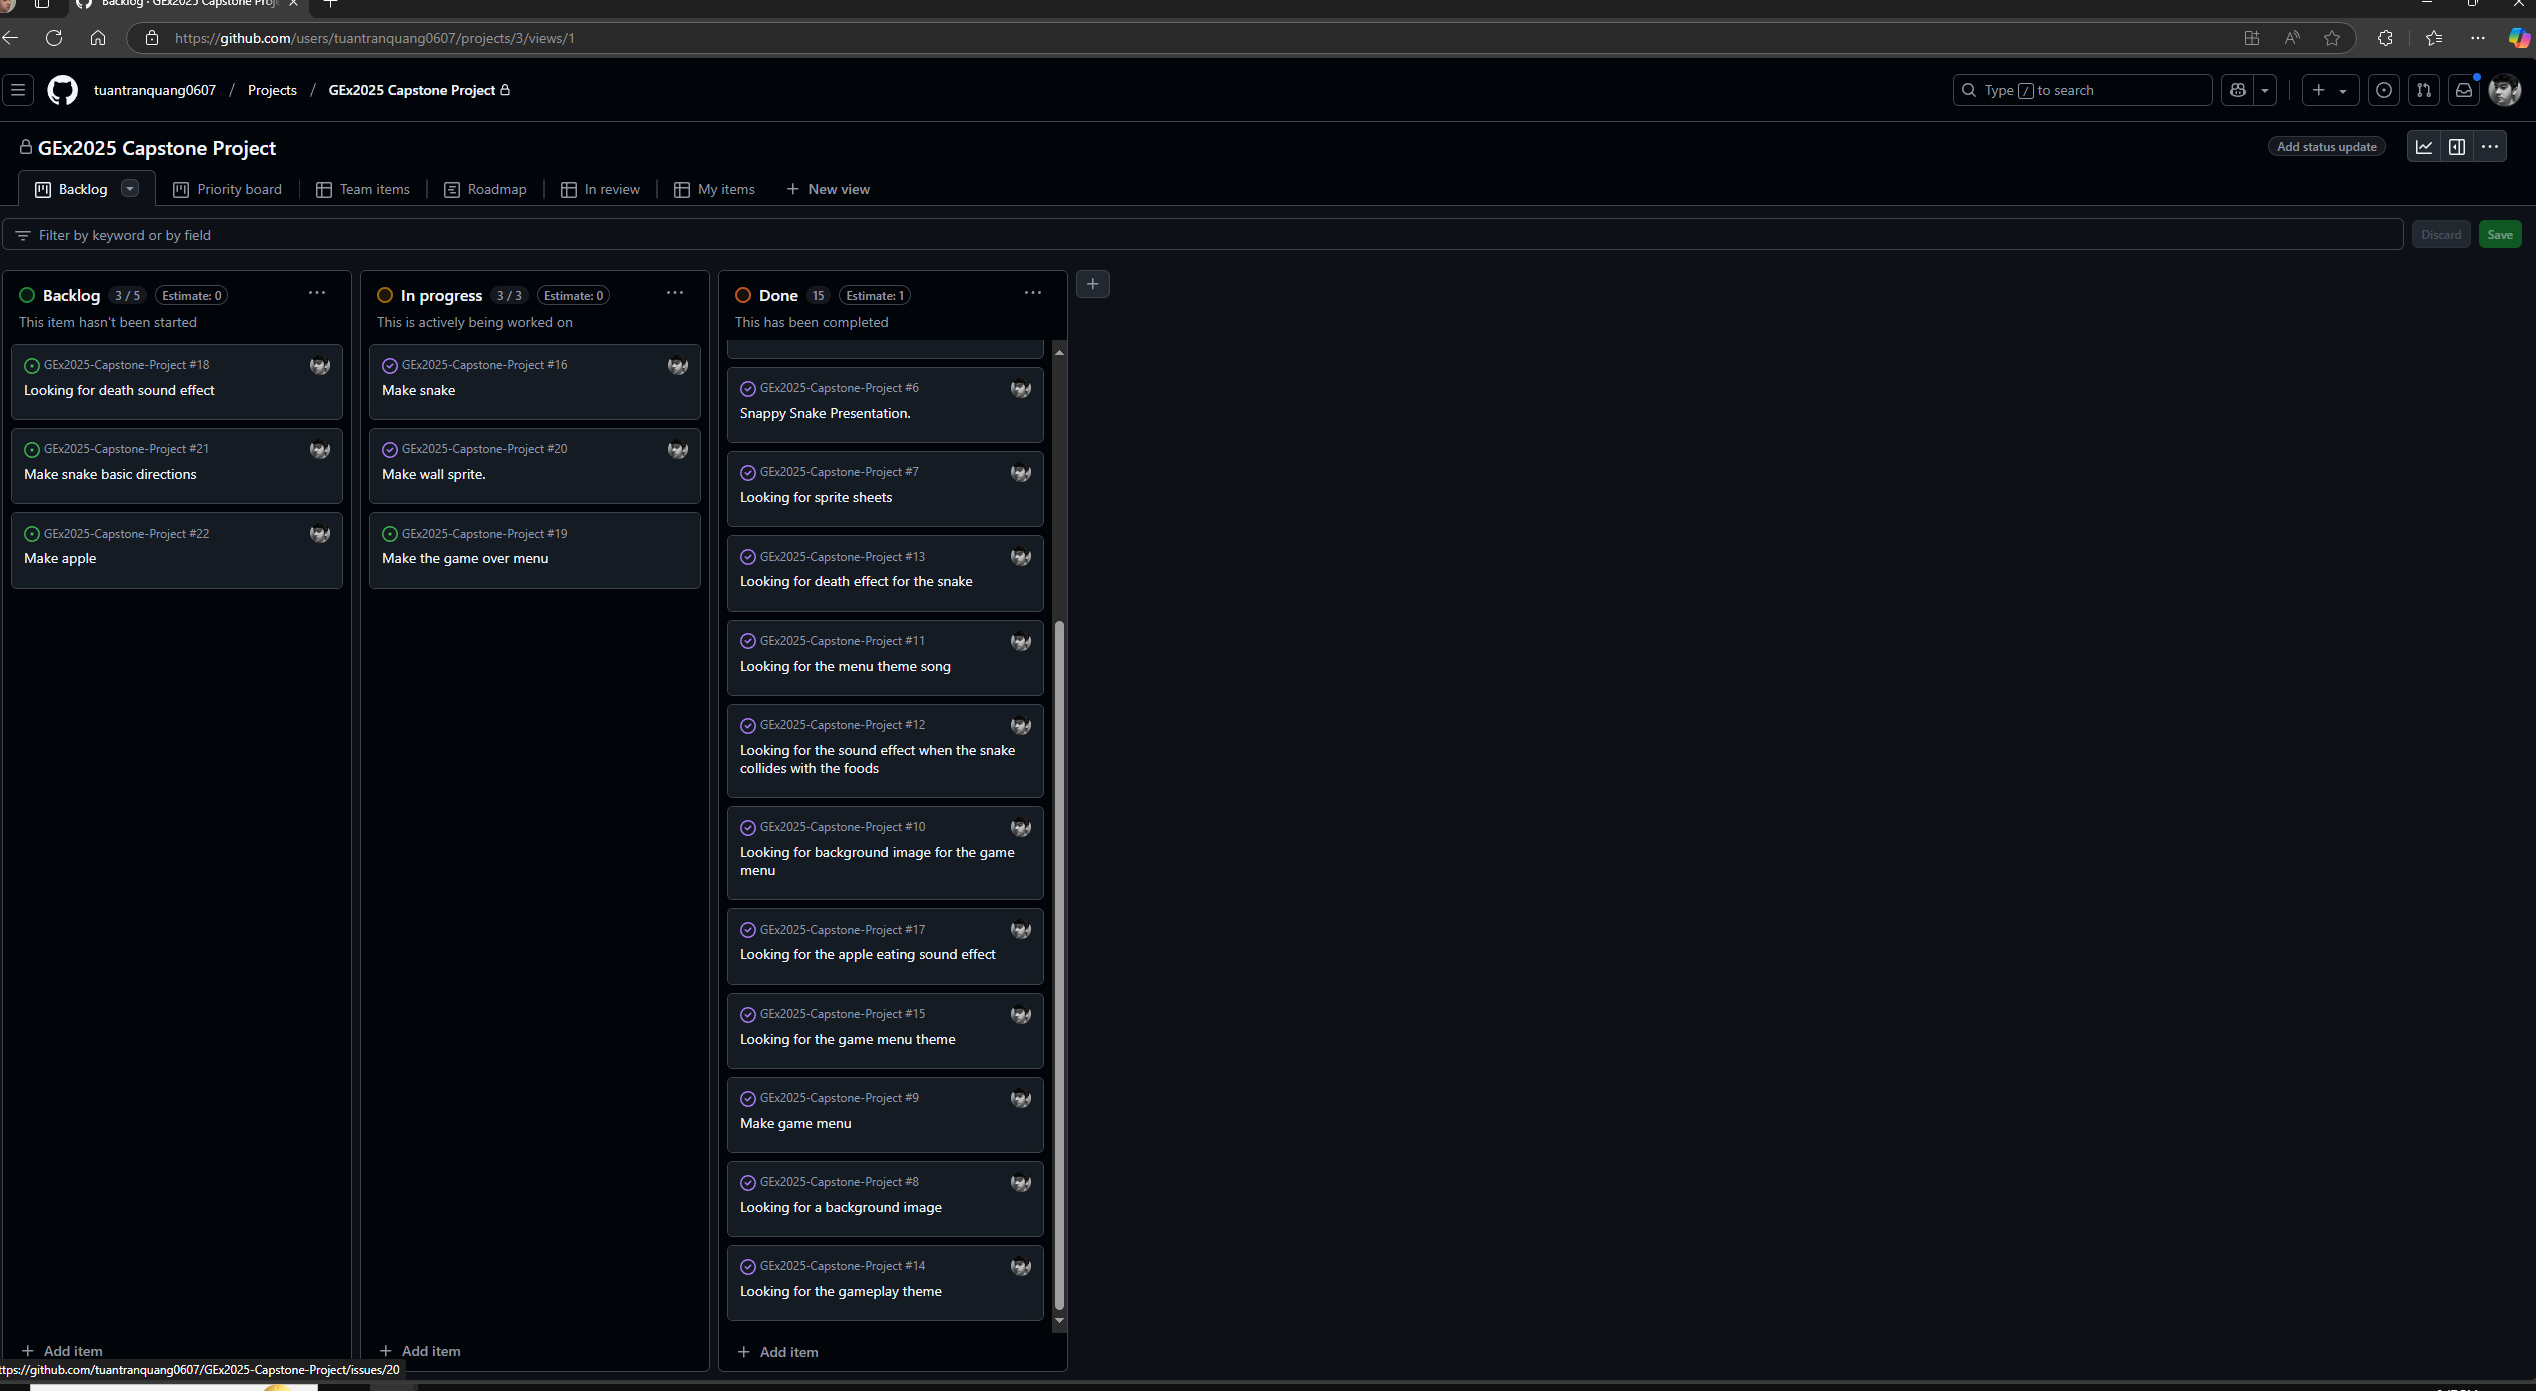 Backlog · GEx2025 Capstone Proj
https://github.com/users/tuantranquang0607/projects/3/views/1
tuantranquang0607 / Projects / GEx2025 Capstone Project
Type / to search
GEx2025 Capstone Project
Add status update
Backlog
Priority board
Team items
Roadmap
In review
My items
New view
Filter by keyword or by field
Discard
Save
Backlog 3 / 5 Estimate: 0
This item hasn't been started
GEx2025-Capstone-Project #18
Looking for death sound effect
GEx2025-Capstone-Project #21
Make snake basic directions
GEx2025-Capstone-Project #22
Make apple
Add item
In progress 3 / 3 Estimate: 0
This is actively being worked on
GEx2025-Capstone-Project #16
Make snake
GEx2025-Capstone-Project #20
Make wall sprite.
GEx2025-Capstone-Project #19
Make the game over menu
Add item
Done 15 Estimate: 1
This has been completed
GEx2025-Capstone-Project #6
Snappy Snake Presentation.
GEx2025-Capstone-Project #7
Looking for sprite sheets
GEx2025-Capstone-Project #13
Looking for death effect for the snake
GEx2025-Capstone-Project #11
Looking for the menu theme song
GEx2025-Capstone-Project #12
Looking for the sound effect when the snake
collides with the foods
GEx2025-Capstone-Project #10
Looking for background image for the game
menu
GEx2025-Capstone-Project #17
Looking for the apple eating sound effect
GEx2025-Capstone-Project #15
Looking for the game menu theme
GEx2025-Capstone-Project #9
Make game menu
GEx2025-Capstone-Project #8
Looking for a background image
GEx2025-Capstone-Project #14
Looking for the gameplay theme
Add item
ttps://github.com/tuantranquang0607/GEx2025-Capstone-Project/issues/20